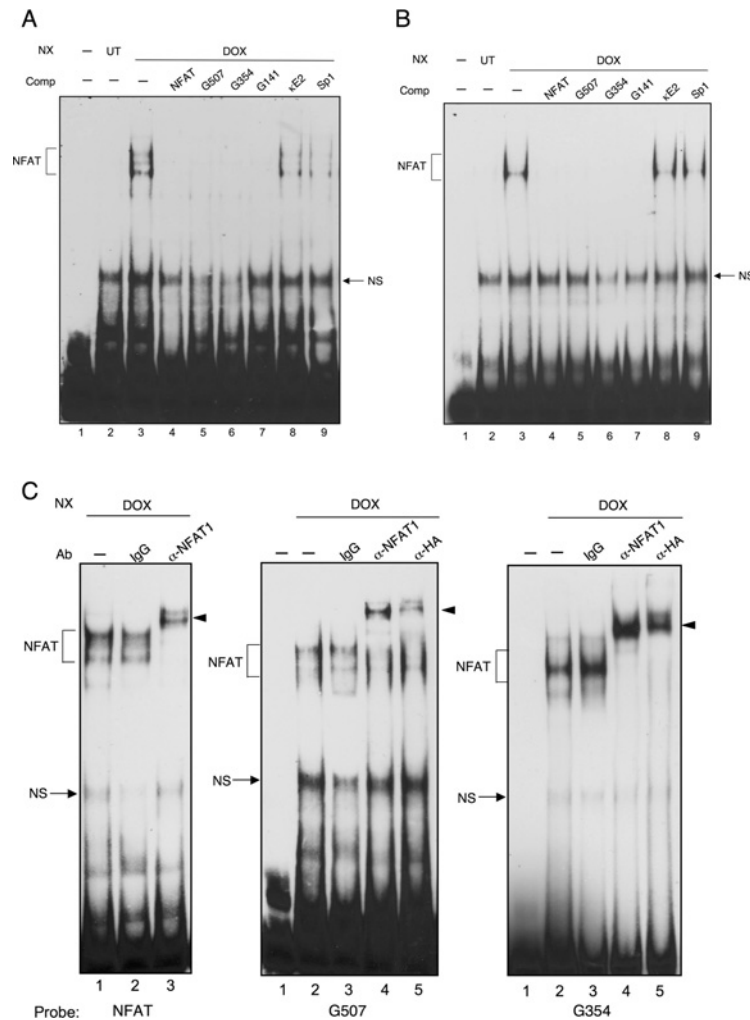 A
NX – UT DOX
Comp – – – NFAT G507 G354 G141 κE2 Sp1
NFAT
NS
1 2 3 4 5 6 7 8 9
B
NX – UT DOX
Comp – – – NFAT G507 G354 G141 κE2 Sp1
NFAT
NS
1 2 3 4 5 6 7 8 9
C
NX DOX
Ab – IgG α-NFAT1
NFAT
NS
1 2 3
Probe: NFAT
DOX
– – IgG α-NFAT1 α-HA
NFAT
NS
1 2 3 4 5
G507
DOX
– – IgG α-NFAT1 α-HA
NFAT
NS
1 2 3 4 5
G354